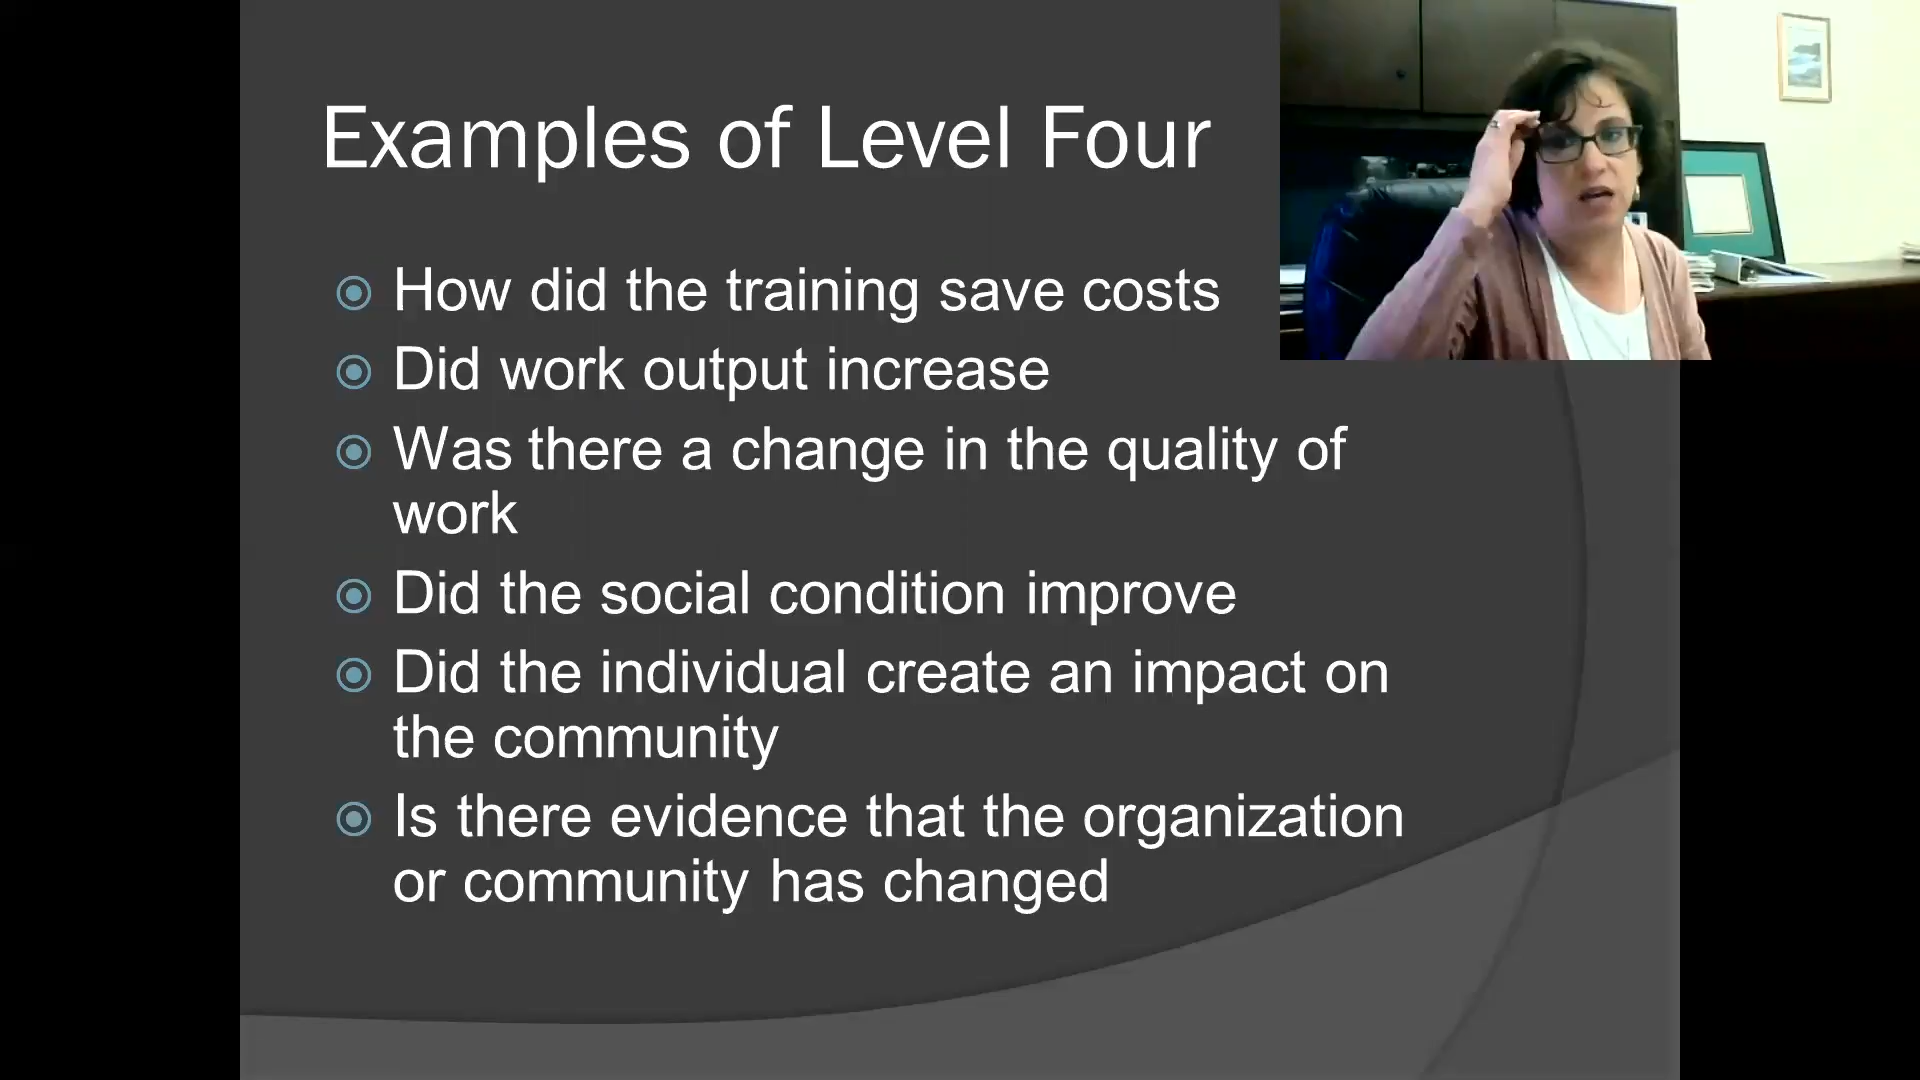 Examples of Level Four
How did the training save costs
Did work output increase
Was there a change in the quality of
work
Did the social condition improve
Did the individual create an impact on
the community
Is there evidence that the organization
or community has changed